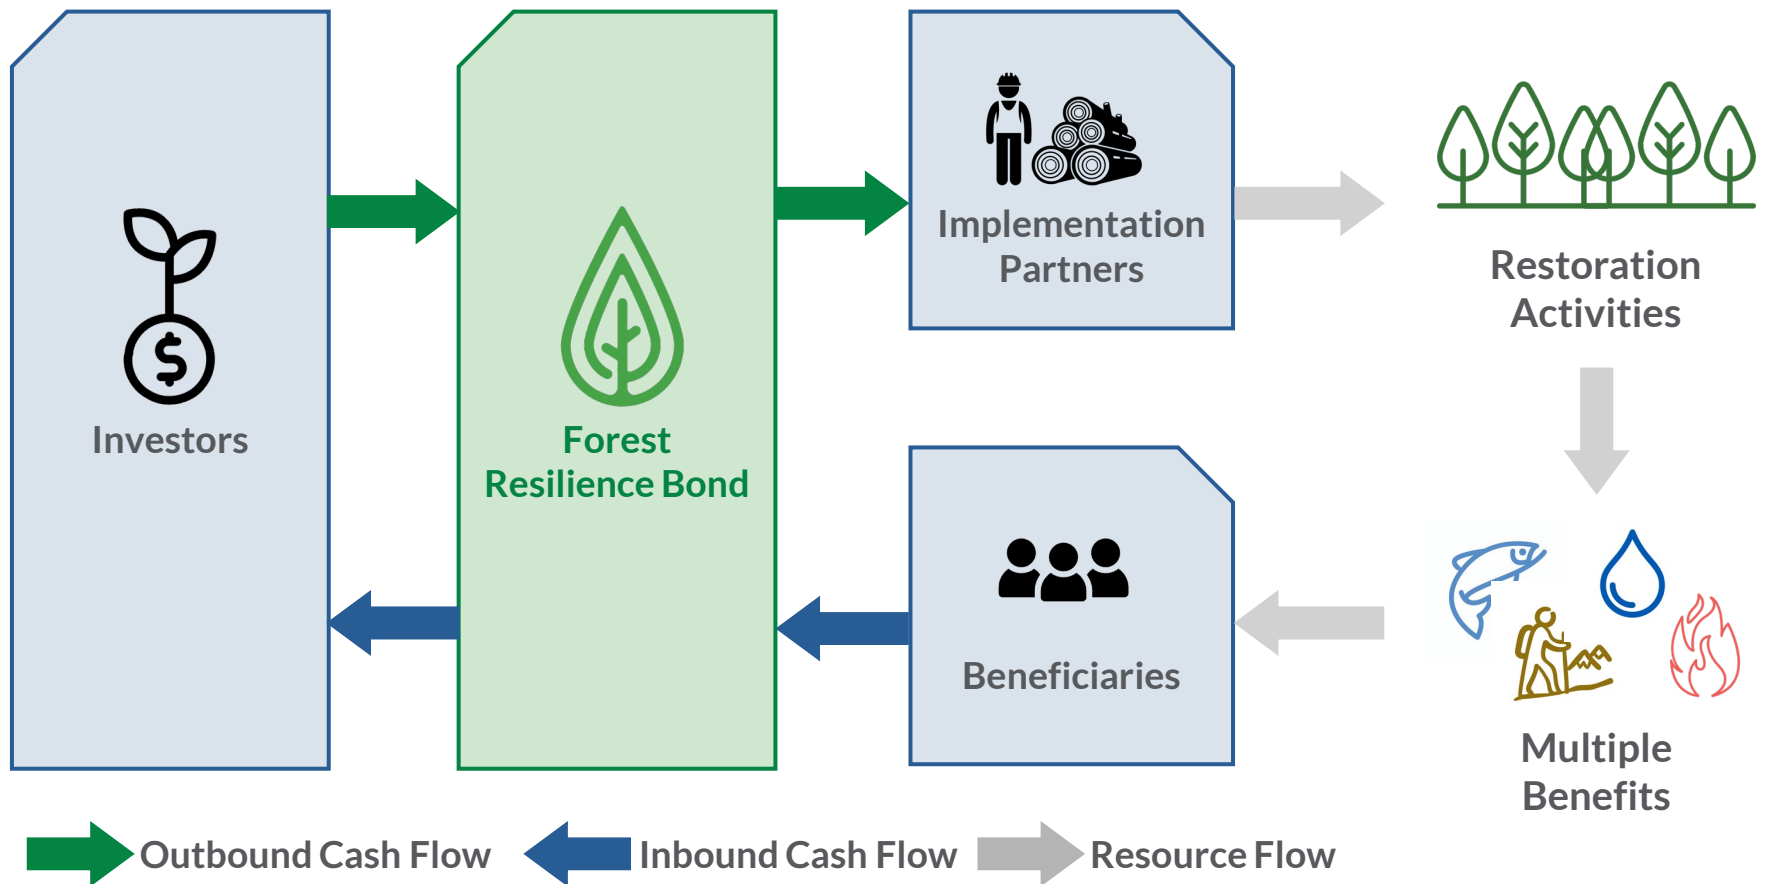 Investors
Forest
Resilience Bond
Implementation
Partners
Restoration
Activities
Beneficiaries
Multiple
Benefits
Outbound Cash Flow
Inbound Cash Flow
Resource Flow